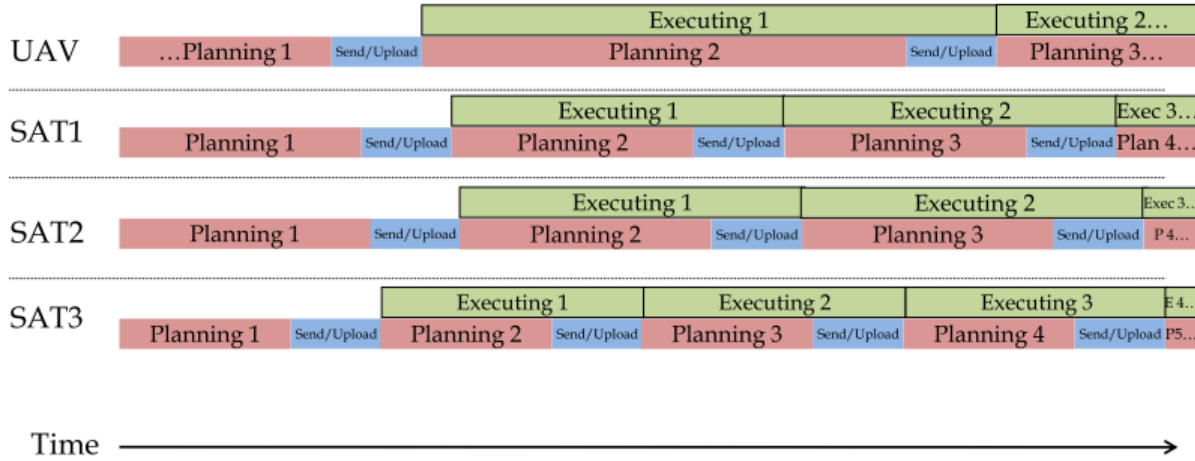 Executing 1 Executing 2…
UAV …Planning 1 Send/Upload Planning 2 Send/Upload Planning 3…
Executing 1 Executing 2 Exec 3…
SAT1 Planning 1 Send/Upload Planning 2 Send/Upload Planning 3 Send/Upload Plan 4…
Executing 1 Executing 2 Exec 3…
SAT2 Planning 1 Send/Upload Planning 2 Send/Upload Planning 3 Send/Upload P 4…
Executing 1 Executing 2 Executing 3 E 4…
SAT3 Planning 1 Send/Upload Planning 2 Send/Upload Planning 3 Send/Upload Planning 4 Send/Upload P5…
Time